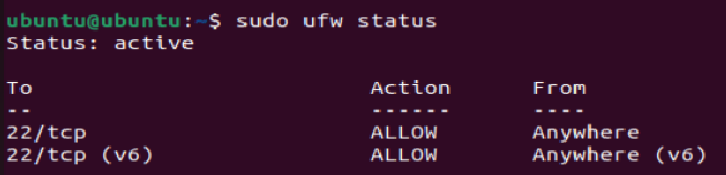 ubuntu@ubuntu:~$ sudo ufw status
Status: active
To Action From
-- ------ ----
22/tcp ALLOW Anywhere
22/tcp (v6) ALLOW Anywhere (v6)